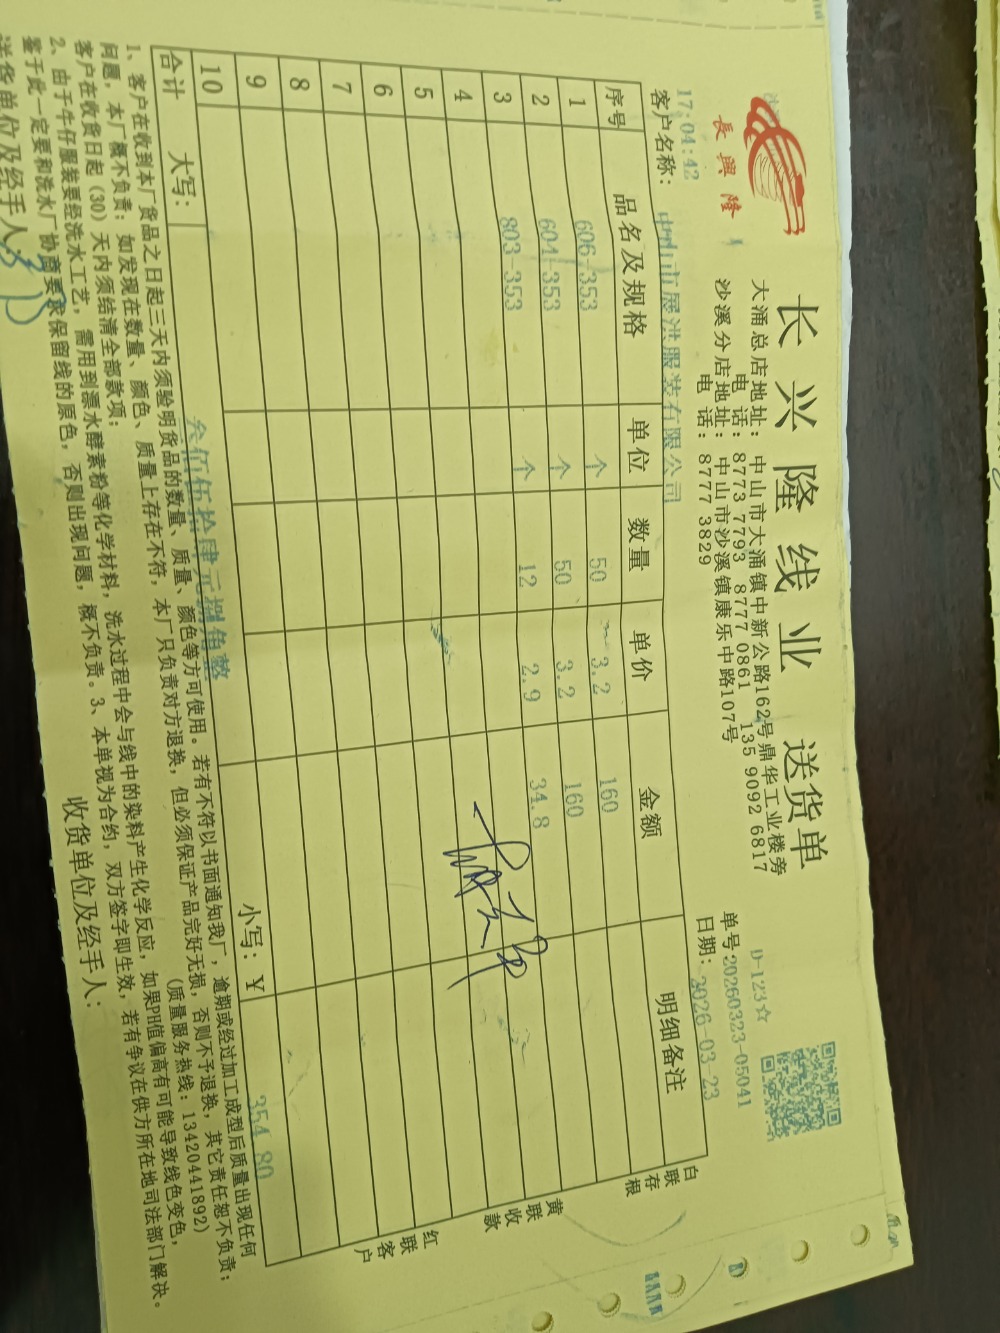 長興隆
长兴隆线业 送货单
大涌总店地址：中山市大涌镇中新公路162号鼎华工业楼旁
电话：8773 7793 8777 0861 135 9092 6817
沙溪分店地址：中山市沙溪镇康乐中路107号
电话：8777 3829
D-123☆
单号:20260323-05041
日期：2026-03-23
17:04:42
客户名称：中山市展洪服装有限公司
序号 品名及规格 单位 数量 单价 金额 明细备注
1 606-353 个 50 3.2 160
2 604-353 个 50 3.2 160
3 803-353 个 12 2.9 34.8
4
5
6
7
8
9
10
合计 大写：叁佰伍拾肆元捌角整 小写：¥ 354.80
白联存根
黄联收款
红联客户
1、客户在收到本厂货品之日起三天内须验明货品的数量、质量、颜色等方可使用。若有不符以书面通知我厂，逾期或经过加工成型后质量出现任何
问题，本厂概不负责；如发现在数量、颜色、质量上存在不符，本厂只负责对方退换，但必须保证产品完好无损，否则不予退换，其它责任恕不负责；
客户在收货日起（30）天内须结清全部款项； （质量服务热线：13420441892）
2、由于牛仔服装要经洗水工艺，需用到漂水酵素粉等化学材料，洗水过程中会与线中的染料产生化学反应，如果PH值偏高有可能导致线色变色，
鉴于此一定要和洗水厂协商要求保留线的原色，否则出现问题，概不负责。3、本单视为合约，双方签字即生效，若有争议在供方所在地司法部门解决。
送货单位及经手人： 收货单位及经手人：